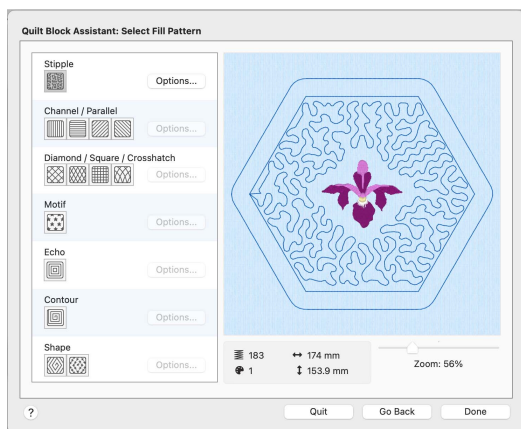 Quilt Block Assistant: Select Fill Pattern
Stipple
Options...
Channel / Parallel
Options...
Diamond / Square / Crosshatch
Options...
Motif
Options...
Echo
Options...
Contour
Options...
Shape
Options...
183 ↔ 174 mm
1 ↕ 153.9 mm
Zoom: 56%
? Quit Go Back Done